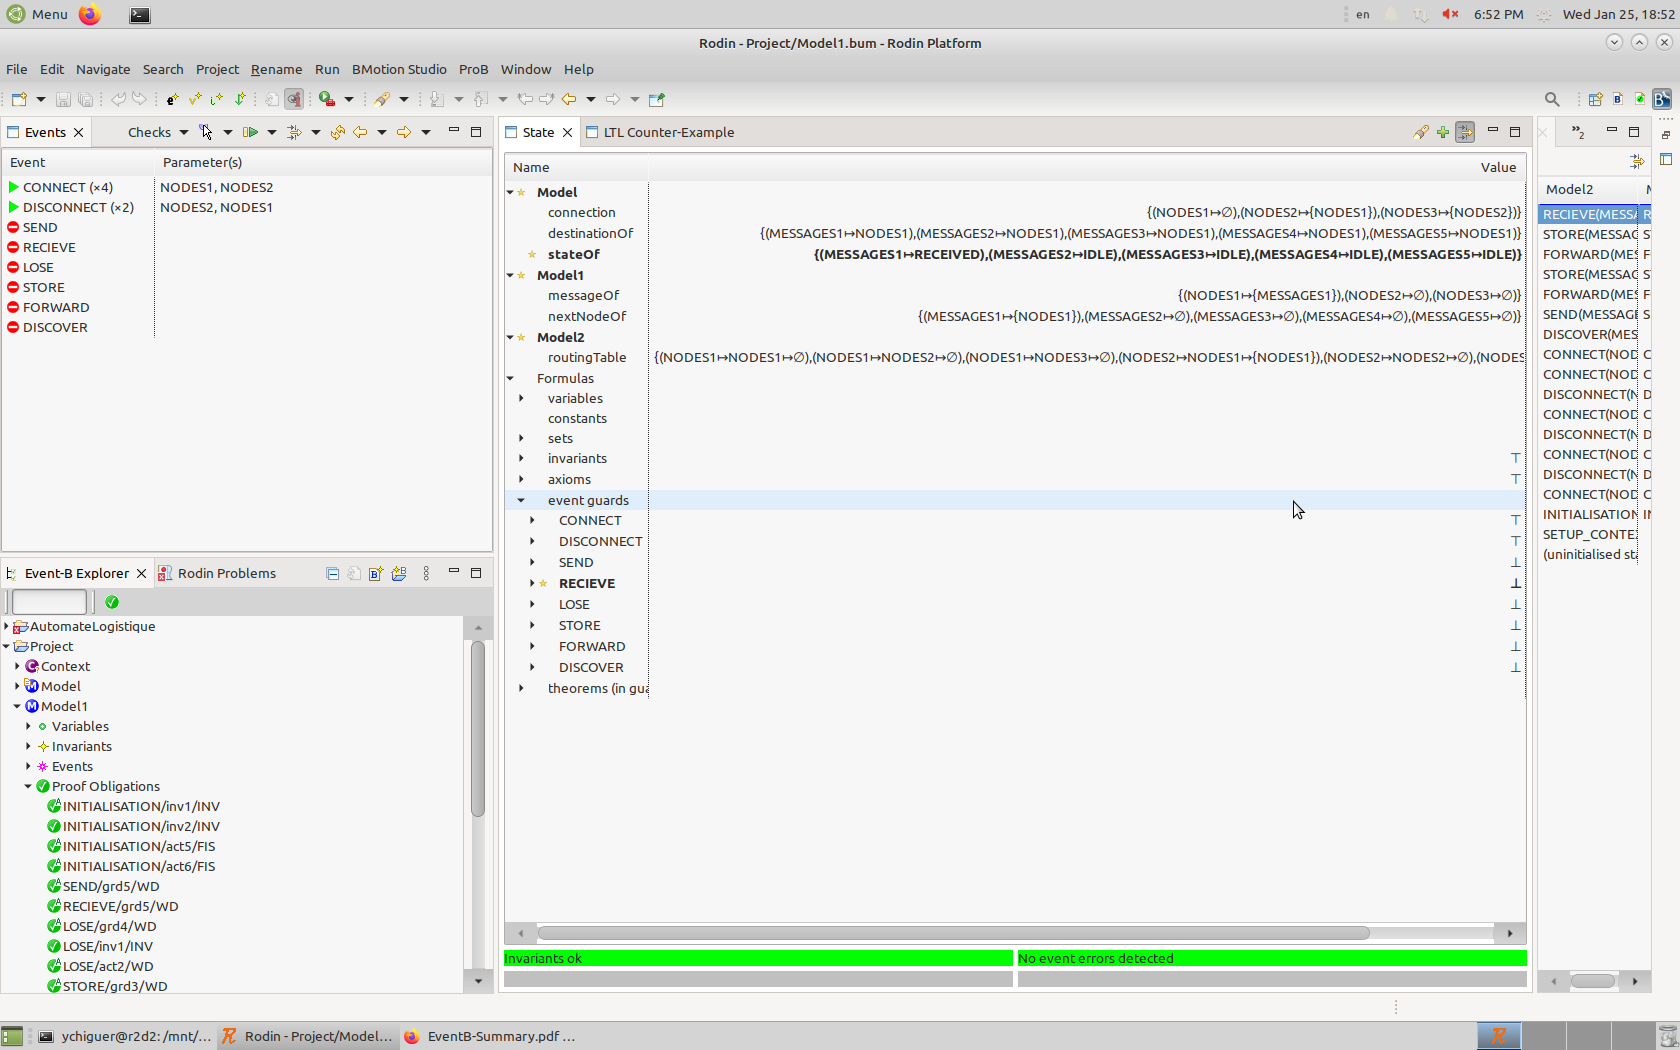 Menu
en
6:52 PM
Wed Jan 25, 18:52
Rodin - Project/Model1.bum - Rodin Platform
File Edit Navigate Search Project Rename Run BMotion Studio ProB Window Help
Events
Checks
Event Parameter(s)
CONNECT (×4) NODES1, NODES2
DISCONNECT (×2) NODES2, NODES1
SEND
RECIEVE
LOSE
STORE
FORWARD
DISCOVER
Event-B Explorer
Rodin Problems
AutomateLogistique
Project
Context
Model
Model1
Variables
Invariants
Events
Proof Obligations
INITIALISATION/inv1/INV
INITIALISATION/inv2/INV
INITIALISATION/act5/FIS
INITIALISATION/act6/FIS
SEND/grd5/WD
RECIEVE/grd5/WD
LOSE/grd4/WD
LOSE/inv1/INV
LOSE/act2/WD
STORE/grd3/WD
State
LTL Counter-Example
Name Value
Model
connection {(NODES1↦∅),(NODES2↦{NODES1}),(NODES3↦{NODES2})}
destinationOf {(MESSAGES1↦NODES1),(MESSAGES2↦NODES1),(MESSAGES3↦NODES1),(MESSAGES4↦NODES1),(MESSAGES5↦NODES1)}
stateOf {(MESSAGES1↦RECEIVED),(MESSAGES2↦IDLE),(MESSAGES3↦IDLE),(MESSAGES4↦IDLE),(MESSAGES5↦IDLE)}
Model1
messageOf {(NODES1↦{MESSAGES1}),(NODES2↦∅),(NODES3↦∅)}
nextNodeOf {(MESSAGES1↦{NODES1}),(MESSAGES2↦∅),(MESSAGES3↦∅),(MESSAGES4↦∅),(MESSAGES5↦∅)}
Model2
routingTable {(NODES1↦NODES1↦∅),(NODES1↦NODES2↦∅),(NODES1↦NODES3↦∅),(NODES2↦NODES1↦{NODES1}),(NODES2↦NODES2↦∅),(NODES
Formulas
variables
constants
sets
invariants ⊤
axioms ⊤
event guards
CONNECT ⊤
DISCONNECT ⊤
SEND ⊥
RECIEVE ⊥
LOSE ⊥
STORE ⊥
FORWARD ⊥
DISCOVER ⊥
theorems (in gua
Invariants ok
No event errors detected
»2
Model2
RECIEVE(MESSA R
STORE(MESSAG S
FORWARD(MES F
STORE(MESSAG S
FORWARD(MES F
SEND(MESSAGE S
DISCOVER(MES D
CONNECT(NOD C
CONNECT(NOD C
DISCONNECT(N D
CONNECT(NOD C
DISCONNECT(N D
CONNECT(NOD C
DISCONNECT(N D
CONNECT(NOD C
INITIALISATION IN
SETUP_CONTE
(uninitialised sta
ychiguer@r2d2: /mnt/...
Rodin - Project/Model...
EventB-Summary.pdf ...